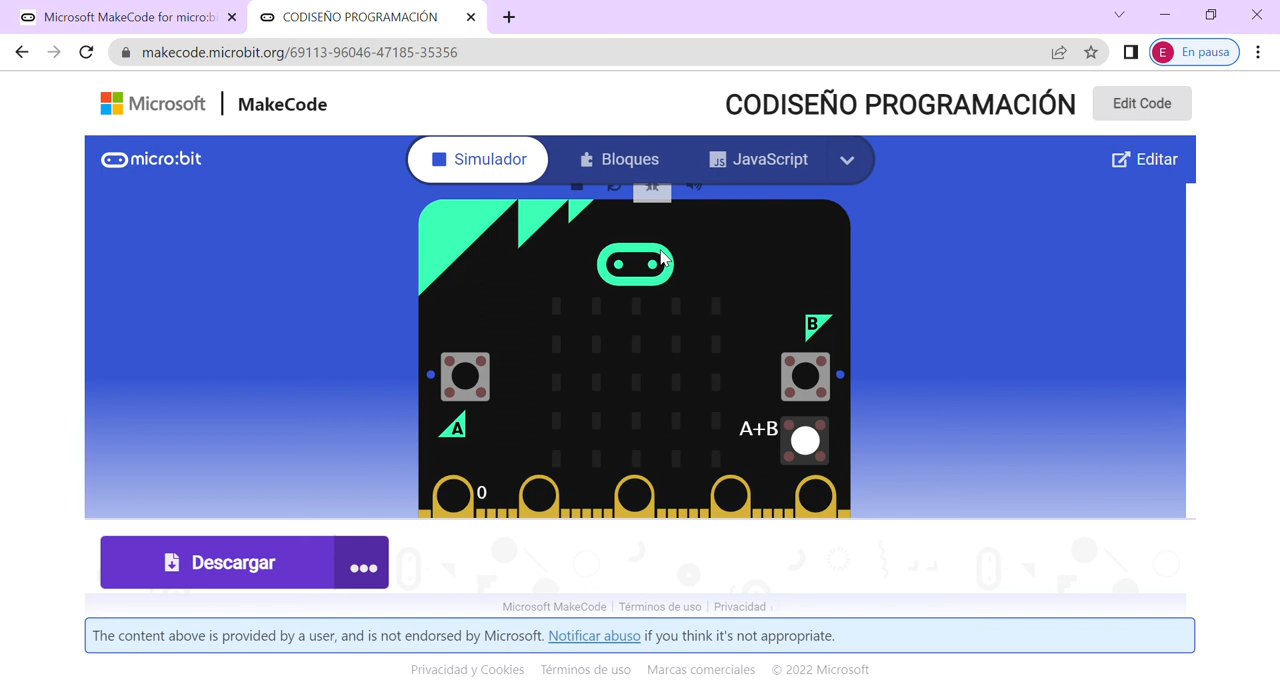 Microsoft MakeCode for micro:bi
CODISEÑO PROGRAMACIÓN
makecode.microbit.org/69113-96046-47185-35356
E
En pausa
Microsoft
MakeCode
CODISEÑO PROGRAMACIÓN
Edit Code
micro:bit
Simulador
Bloques
JS
JavaScript
Editar
B
A
A+B
0
Descargar
Microsoft MakeCode | Términos de uso | Privacidad
The content above is provided by a user, and is not endorsed by Microsoft. Notificar abuso if you think it's not appropriate.
Privacidad y Cookies Términos de uso Marcas comerciales © 2022 Microsoft